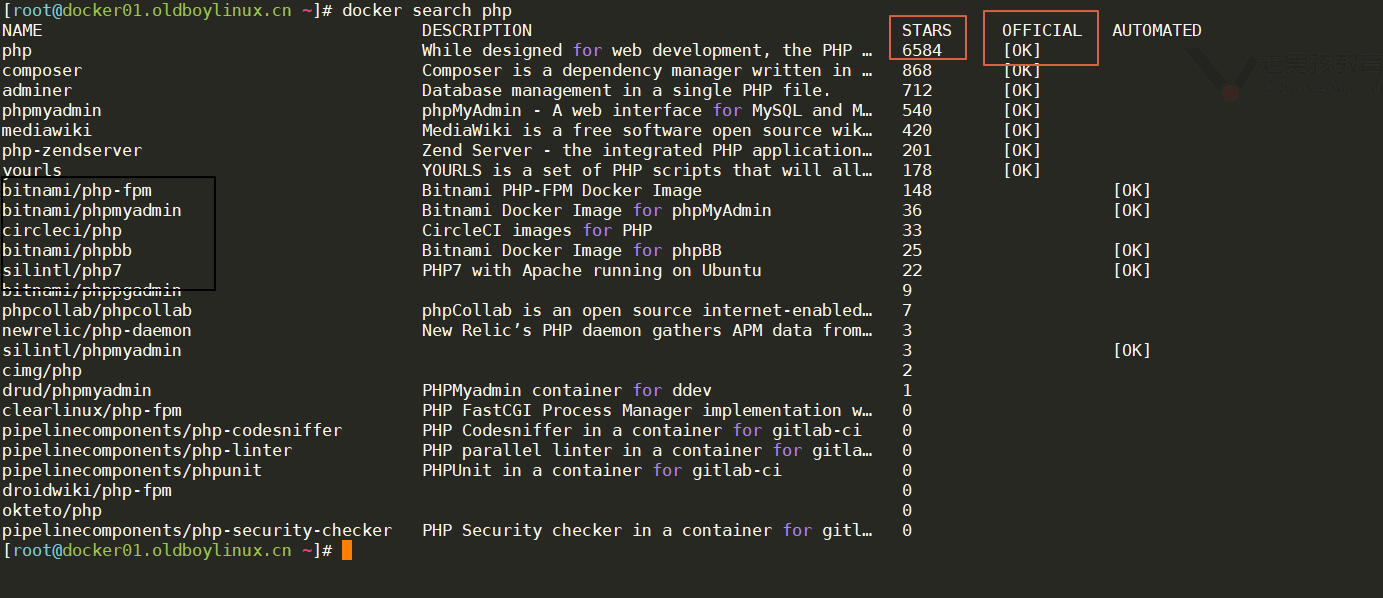 [root@docker01.oldboylinux.cn ~]# docker search php
NAME DESCRIPTION STARS OFFICIAL AUTOMATED
php While designed for web development, the PHP … 6584 [OK]
composer Composer is a dependency manager written in … 868 [OK]
adminer Database management in a single PHP file. 712 [OK]
phpmyadmin phpMyAdmin - A web interface for MySQL and M… 540 [OK]
mediawiki MediaWiki is a free software open source wik… 420 [OK]
php-zendserver Zend Server - the integrated PHP application… 201 [OK]
yourls YOURLS is a set of PHP scripts that will all… 178 [OK]
bitnami/php-fpm Bitnami PHP-FPM Docker Image 148 [OK]
bitnami/phpmyadmin Bitnami Docker Image for phpMyAdmin 36 [OK]
circleci/php CircleCI images for PHP 33
bitnami/phpbb Bitnami Docker Image for phpBB 25 [OK]
silintl/php7 PHP7 with Apache running on Ubuntu 22 [OK]
bitnami/phppgadmin 9
phpcollab/phpcollab phpCollab is an open source internet-enabled… 7
newrelic/php-daemon New Relic’s PHP daemon gathers APM data from… 3
silintl/phpmyadmin 3 [OK]
cimg/php 2
drud/phpmyadmin PHPMyadmin container for ddev 1
clearlinux/php-fpm PHP FastCGI Process Manager implementation w… 0
pipelinecomponents/php-codesniffer PHP Codesniffer in a container for gitlab-ci 0
pipelinecomponents/php-linter PHP parallel linter in a container for gitla… 0
pipelinecomponents/phpunit PHPUnit in a container for gitlab-ci 0
droidwiki/php-fpm 0
okteto/php 0
pipelinecomponents/php-security-checker PHP Security checker in a container for gitl… 0
[root@docker01.oldboylinux.cn ~]#